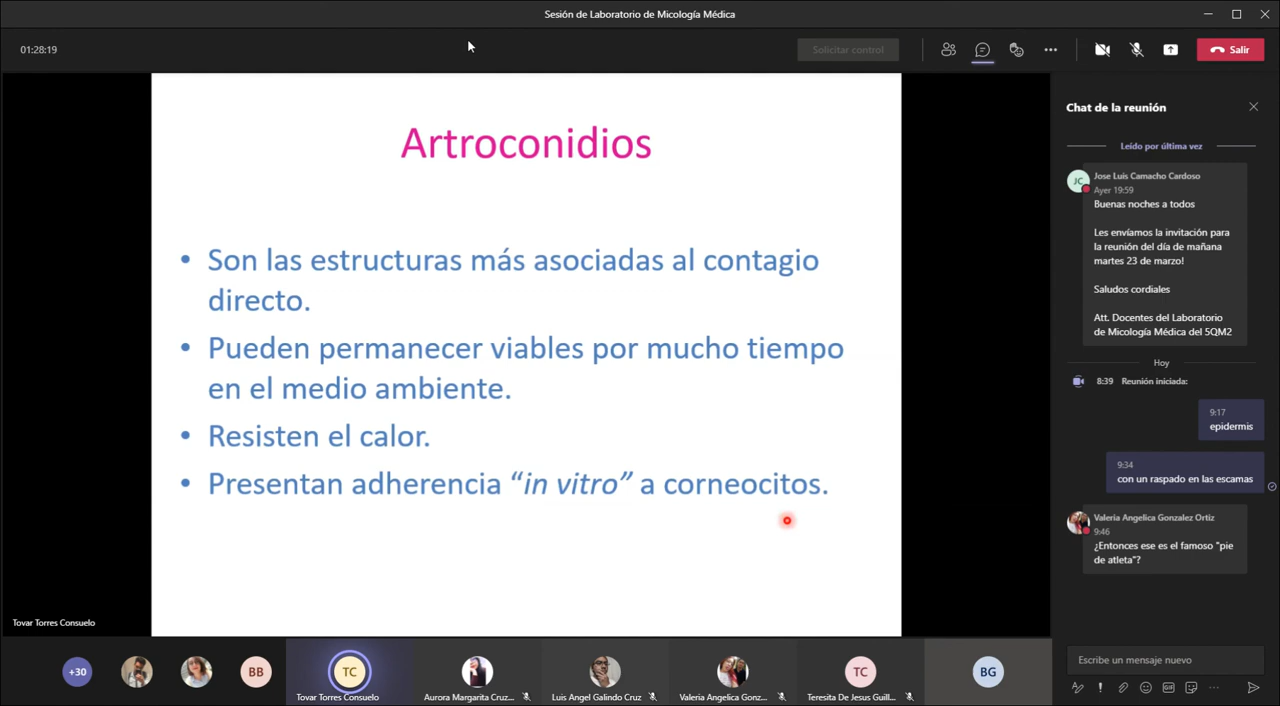 Sesión de Laboratorio de Micología Médica
01:28:19
Solicitar control
Salir
Artroconidios
• Son las estructuras más asociadas al contagio
directo.
• Pueden permanecer viables por mucho tiempo
en el medio ambiente.
• Resisten el calor.
• Presentan adherencia “in vitro” a corneocitos.
Tovar Torres Consuelo
Chat de la reunión
Leído por última vez
JC
Jose Luis Camacho Cardoso
Ayer 19:59
Buenas noches a todos
Les envíamos la invitación para
la reunión del día de mañana
martes 23 de marzo!
Saludos cordiales
Att. Docentes del Laboratorio
de Micología Médica del 5QM2
Hoy
8:39 Reunión iniciada:
9:17
epidermis
9:34
con un raspado en las escamas
Valeria Angelica Gonzalez Ortiz
9:46
¿Entonces ese es el famoso "pie
de atleta"?
Escribe un mensaje nuevo
GIF
+30
BB
TC
Tovar Torres Consuelo
Aurora Margarita Cruz...
Luis Angel Galindo Cruz
Valeria Angelica Gonz...
TC
Teresita De Jesus Guill...
BG